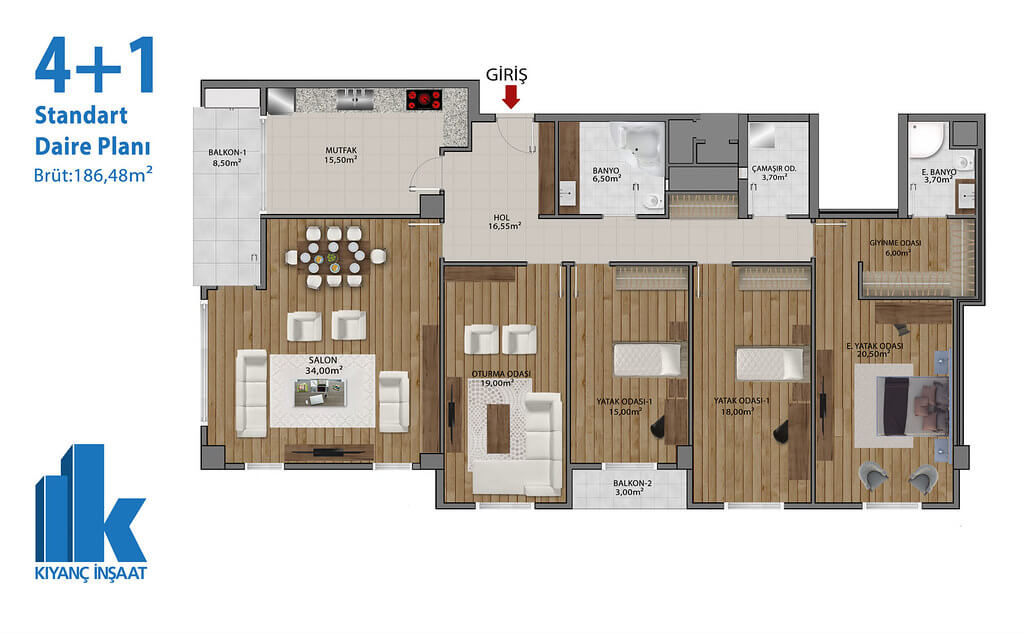 4+1
Standart
Daire Planı
Brüt:186,48m²
GİRİŞ
BALKON-1
8,50m²
MUTFAK
15,50m²
BANYO
6,50m²
ÇAMAŞIR OD.
3,70m²
E. BANYO
3,70m²
HOL
16,55m²
GİYİNME ODASI
6,00m²
SALON
34,00m²
OTURMA ODASI
19,00m²
YATAK ODASI-1
15,00m²
YATAK ODASI-1
18,00m²
E. YATAK ODASI
20,50m²
BALKON-2
3,00m²
KIYANÇ İNŞAAT